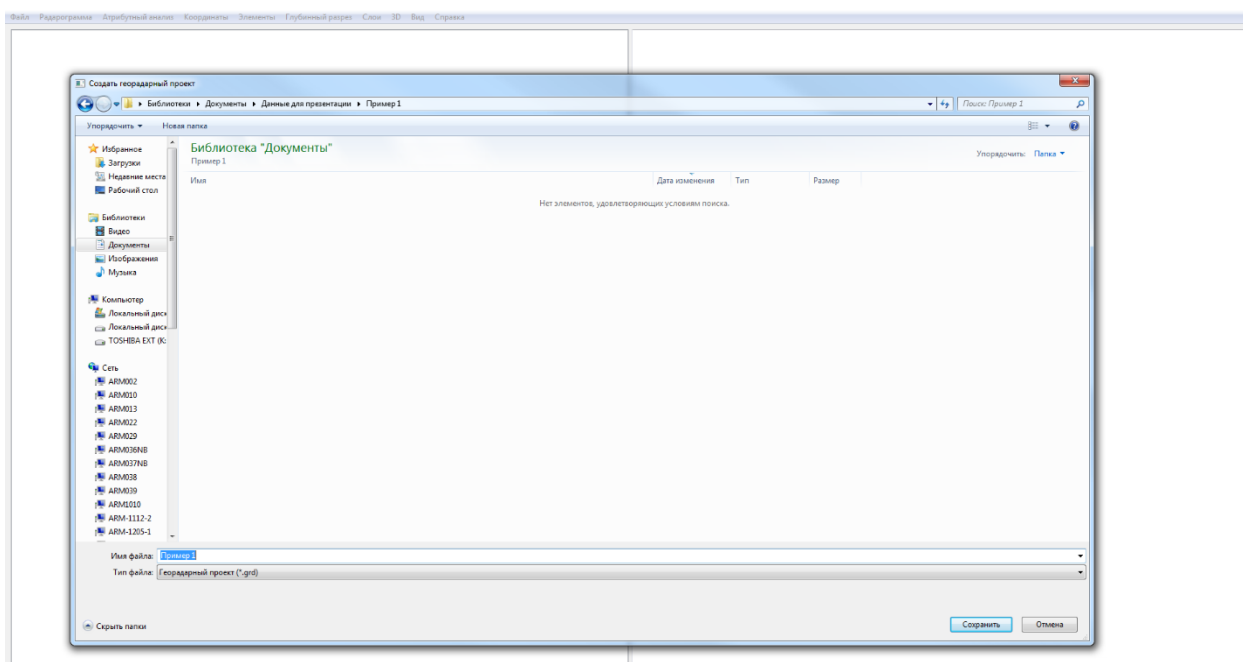 Файл Радарограмма Атрибутный анализ Координаты Элементы Глубинный разрез Слои 3D Вид Справка
Создать георадарный проект
Библиотеки Документы Данные для презентации Пример 1
Поиск: Пример 1
Упорядочить Новая папка
Избранное
Загрузки
Недавние места
Рабочий стол
Библиотеки
Видео
Документы
Изображения
Музыка
Компьютер
Локальный диск
Локальный диск
TOSHIBA EXT (K:
Сеть
ARM002
ARM010
ARM013
ARM022
ARM029
ARM036NB
ARM037NB
ARM038
ARM039
ARM1010
ARM-1112-2
ARM-1205-1
Библиотека "Документы"
Пример 1
Упорядочить: Папка
Имя Дата изменения Тип Размер
Нет элементов, удовлетворяющих условиям поиска.
Имя файла: Пример 1
Тип файла: Георадарный проект (*.grd)
Скрыть папки
Сохранить Отмена